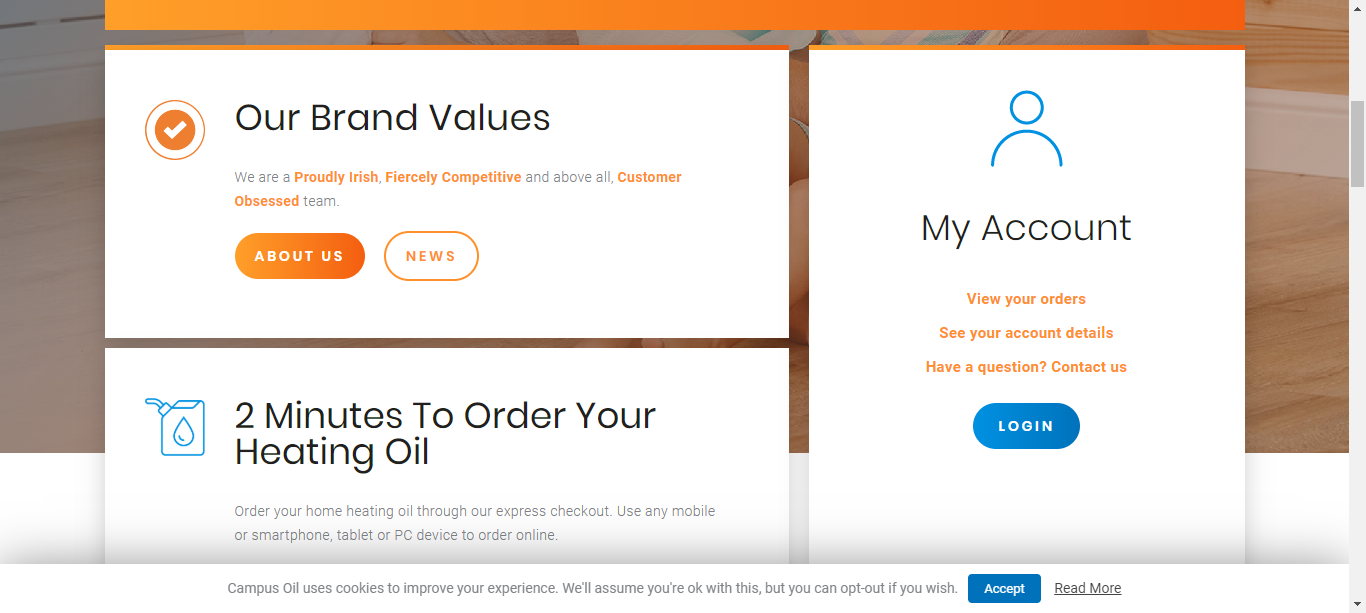 Our Brand Values
We are a Proudly Irish, Fiercely Competitive and above all, Customer
Obsessed team.
ABOUT US
NEWS
2 Minutes To Order Your
Heating Oil
Order your home heating oil through our express checkout. Use any mobile
or smartphone, tablet or PC device to order online.
My Account
View your orders
See your account details
Have a question? Contact us
LOGIN
Campus Oil uses cookies to improve your experience. We'll assume you're ok with this, but you can opt-out if you wish.
Accept
Read More